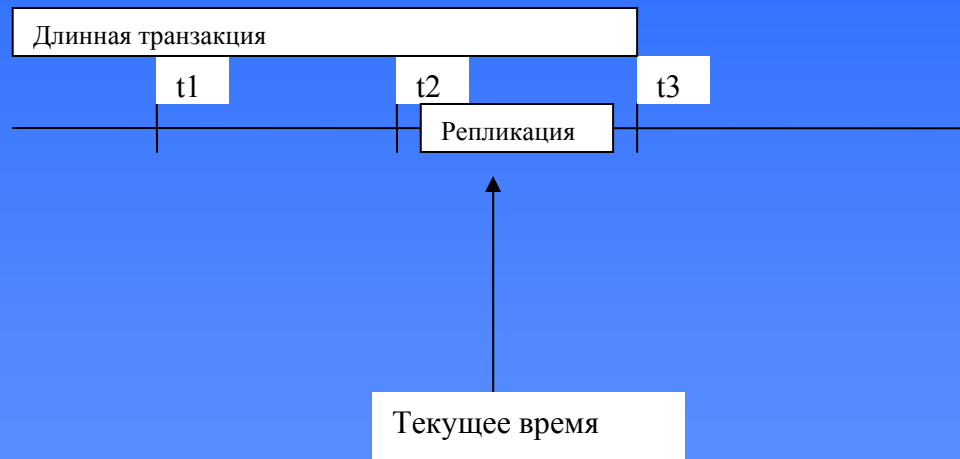 Длинная транзакция
t1
t2
t3
Репликация
Текущее время